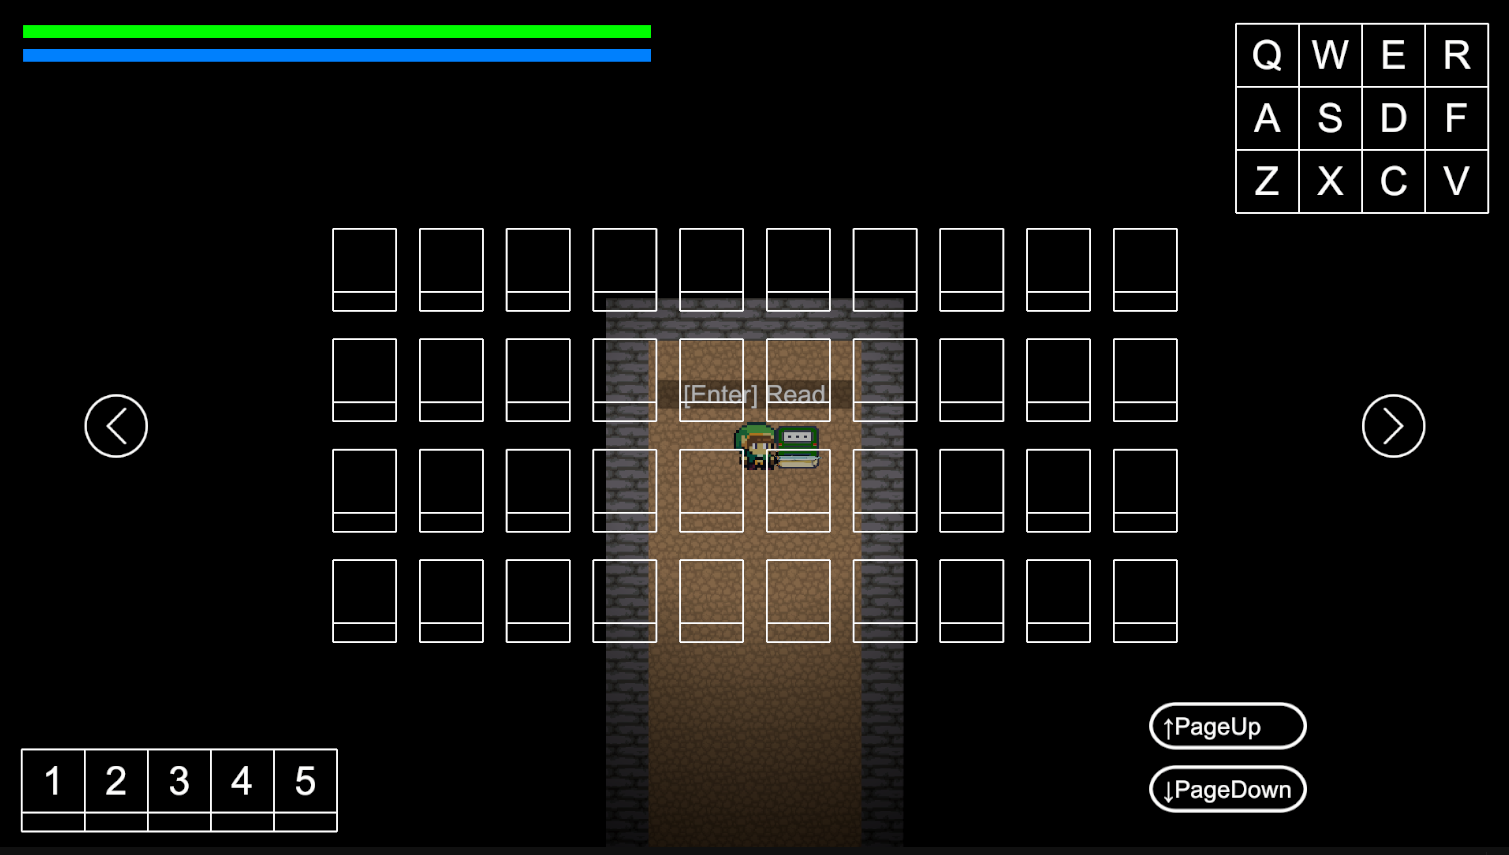 Q W E R
A S D F
Z X C V
[Enter] Read
<
>
↑PageUp
↓PageDown
1 2 3 4 5